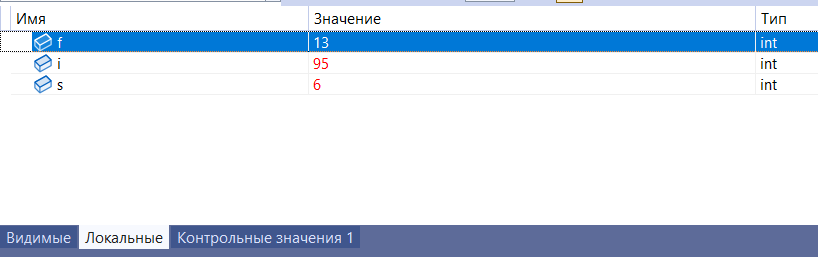 Имя Значение Тип
f 13 int
i 95 int
s 6 int
Видимые Локальные Контрольные значения 1